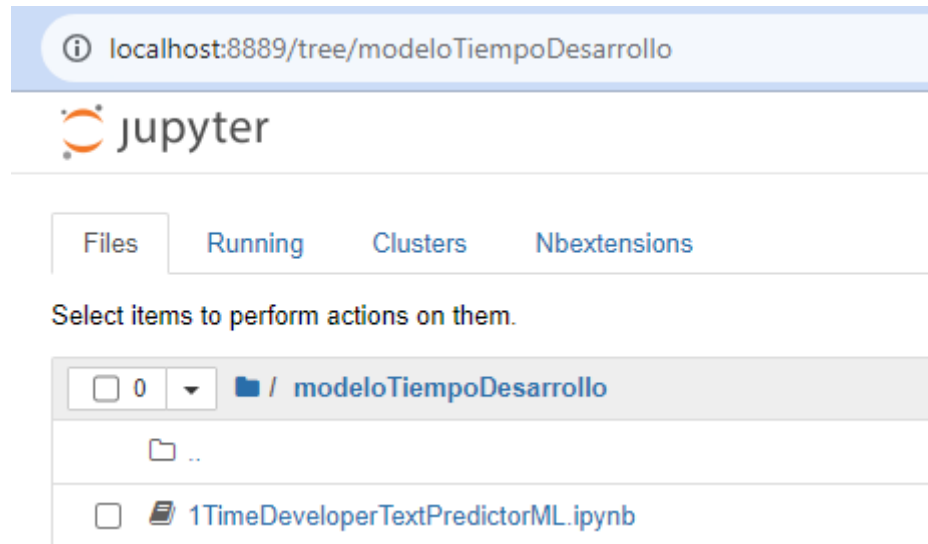 localhost:8889/tree/modeloTiempoDesarrollo
jupyter
Files Running Clusters Nbextensions
Select items to perform actions on them.
0 / modeloTiempoDesarrollo
..
1TimeDeveloperTextPredictorML.ipynb